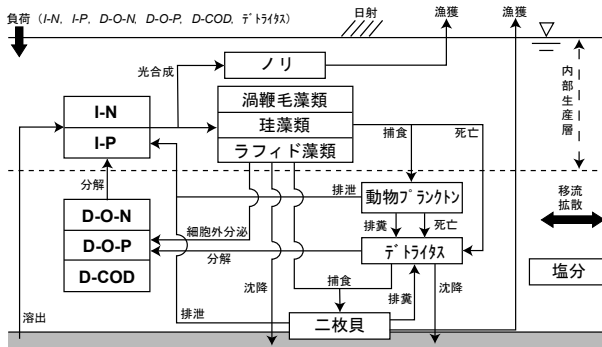 負荷 (I-N, I-P, D-O-N, D-O-P, D-COD, デトライタス)
日射
漁獲
漁獲
光合成
ノリ
内部生産層
I-N
I-P
渦鞭毛藻類
珪藻類
ラフィド藻類
捕食
死亡
分解
排泄
動物プランクトン
移流
拡散
D-O-N
D-O-P
D-COD
細胞外分泌
排糞
死亡
分解
デトライタス
塩分
沈降
捕食
排糞
沈降
溶出
排泄
二枚貝